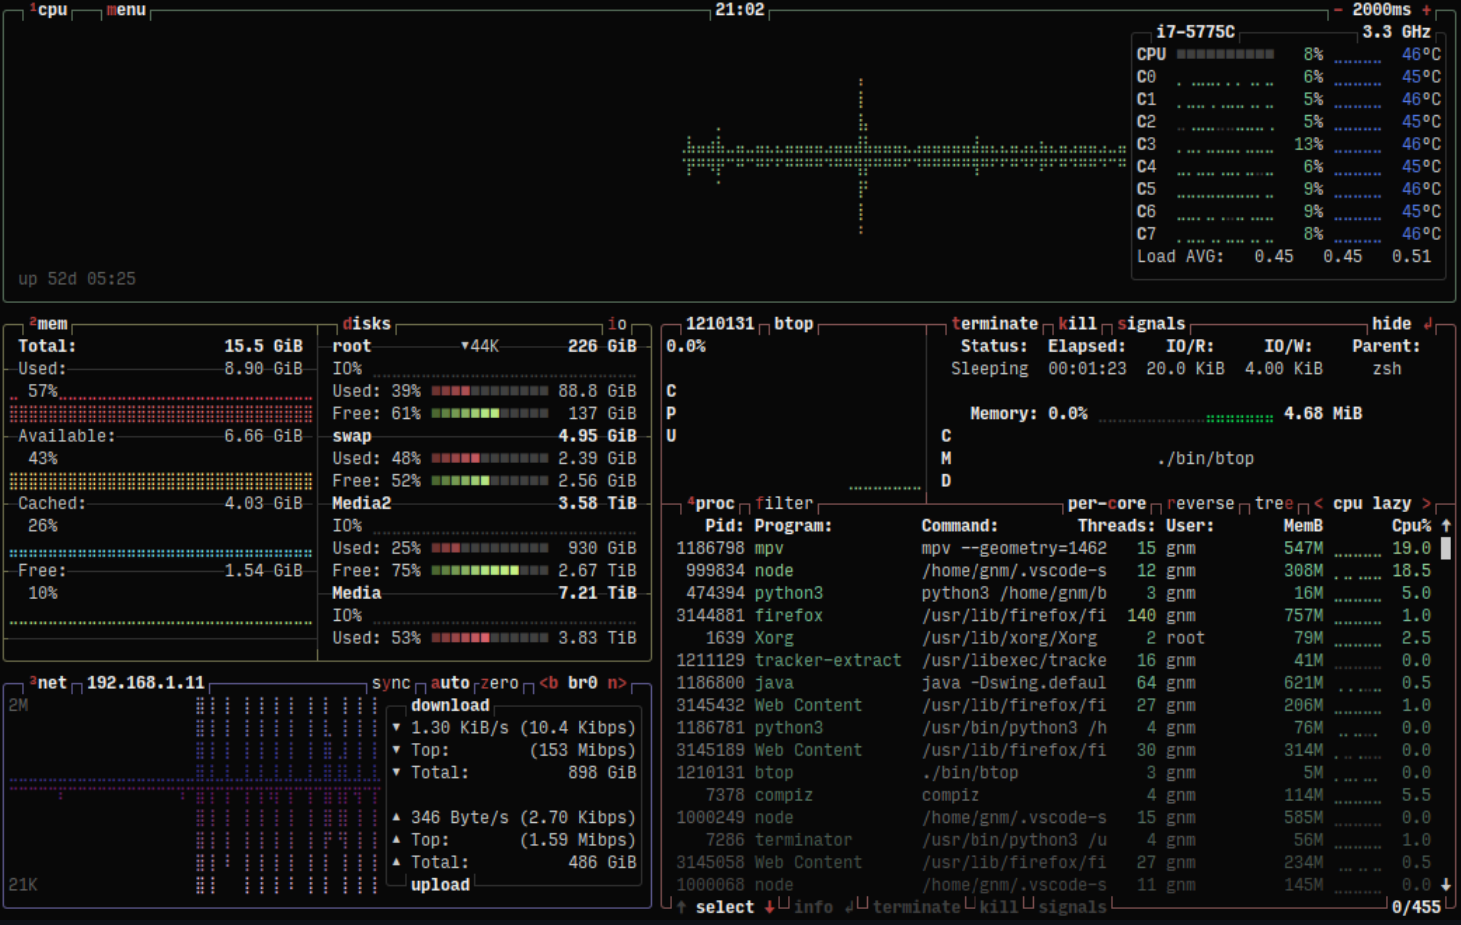 ¹cpu menu 21:02 - 2000ms +
i7-5775C 3.3 GHz
CPU 8% 46°C
C0 6% 45°C
C1 5% 46°C
C2 5% 45°C
C3 13% 46°C
C4 6% 45°C
C5 9% 46°C
C6 9% 45°C
C7 8% 46°C
Load AVG: 0.45 0.45 0.51
up 52d 05:25
²mem
Total: 15.5 GiB
Used: 8.90 GiB
57%
Available: 6.66 GiB
43%
Cached: 4.03 GiB
26%
Free: 1.54 GiB
10%
disks io
root ▼44K 226 GiB
IO%
Used: 39% 88.8 GiB
Free: 61% 137 GiB
swap 4.95 GiB
Used: 48% 2.39 GiB
Free: 52% 2.56 GiB
Media2 3.58 TiB
IO%
Used: 25% 930 GiB
Free: 75% 2.67 TiB
Media 7.21 TiB
IO%
Used: 53% 3.83 TiB
³net 192.168.1.11 sync auto zero <b br0 n>
2M
21K
download
▼ 1.30 KiB/s (10.4 Kibps)
▼ Top: (153 Mibps)
▼ Total: 898 GiB
▲ 346 Byte/s (2.70 Kibps)
▲ Top: (1.59 Mibps)
▲ Total: 486 GiB
upload
1210131 btop terminate kill signals hide ↲
0.0%
CPU
Status: Elapsed: IO/R: IO/W: Parent:
Sleeping 00:01:23 20.0 KiB 4.00 KiB zsh
Memory: 0.0% 4.68 MiB
CMD
./bin/btop
⁴proc filter per-core reverse tree < cpu lazy >
Pid: Program: Command: Threads: User: MemB Cpu% ↑
1186798 mpv mpv --geometry=1462 15 gnm 547M 19.0
999834 node /home/gnm/.vscode-s 12 gnm 308M 18.5
474394 python3 python3 /home/gnm/b 3 gnm 16M 5.0
3144881 firefox /usr/lib/firefox/fi 140 gnm 757M 1.0
1639 Xorg /usr/lib/xorg/Xorg 2 root 79M 2.5
1211129 tracker-extract /usr/libexec/tracke 16 gnm 41M 0.0
1186800 java java -Dswing.defaul 64 gnm 621M 0.5
3145432 Web Content /usr/lib/firefox/fi 27 gnm 206M 1.0
1186781 python3 /usr/bin/python3 /h 4 gnm 76M 0.0
3145189 Web Content /usr/lib/firefox/fi 30 gnm 314M 0.0
1210131 btop ./bin/btop 3 gnm 5M 0.0
7378 compiz compiz 4 gnm 114M 5.5
1000249 node /home/gnm/.vscode-s 15 gnm 585M 0.0
7286 terminator /usr/bin/python3 /u 4 gnm 56M 1.0
3145058 Web Content /usr/lib/firefox/fi 27 gnm 234M 0.5
1000068 node /home/gnm/.vscode-s 11 gnm 145M 0.0 ↓
↑ select ↓ info ↲ terminate kill signals 0/455